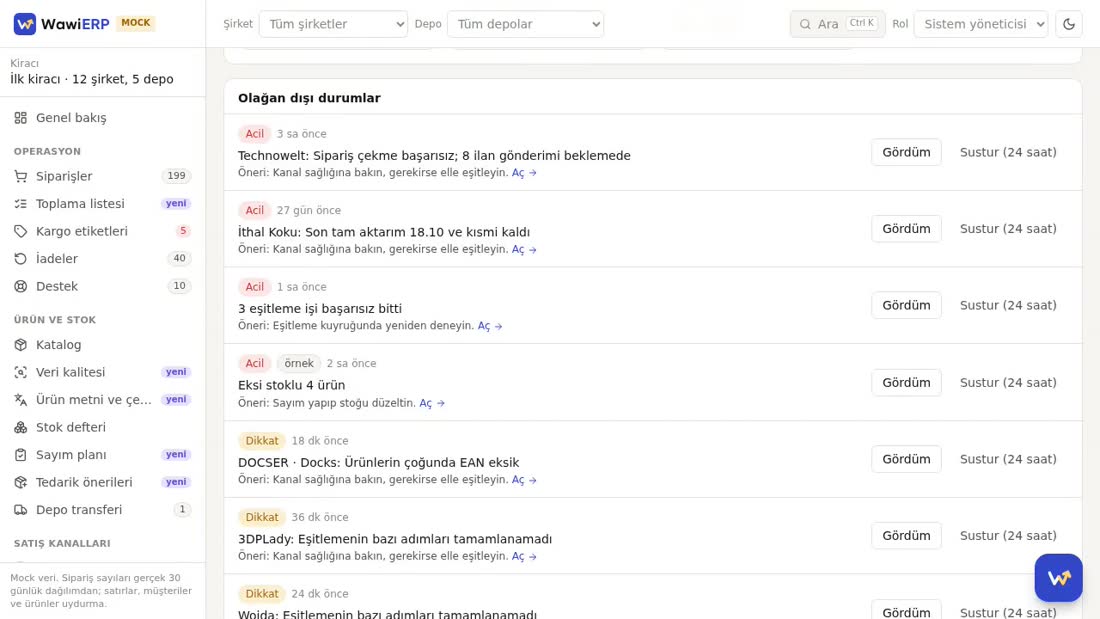 WawiERP MOCK
Şirket Tüm şirketler Depo Tüm depolar Ara Ctrl K Rol Sistem yöneticisi
Kiracı
İlk kiracı · 12 şirket, 5 depo
Genel bakış
OPERASYON
Siparişler 199
Toplama listesi yeni
Kargo etiketleri 5
İadeler 40
Destek 10
ÜRÜN VE STOK
Katalog
Veri kalitesi yeni
Ürün metni ve çe... yeni
Stok defteri
Sayım planı yeni
Tedarik önerileri yeni
Depo transferi 1
SATIŞ KANALLARI
Mock veri. Sipariş sayıları gerçek 30
günlük dağılımdan; satırlar, müşteriler
ve ürünler uydurma.
Olağan dışı durumlar
Acil 3 sa önce
Technowelt: Sipariş çekme başarısız; 8 ilan gönderimi beklemede
Öneri: Kanal sağlığına bakın, gerekirse elle eşitleyin. Aç →
Gördüm Sustur (24 saat)
Acil 27 gün önce
İthal Koku: Son tam aktarım 18.10 ve kısmi kaldı
Öneri: Kanal sağlığına bakın, gerekirse elle eşitleyin. Aç →
Gördüm Sustur (24 saat)
Acil 1 sa önce
3 eşitleme işi başarısız bitti
Öneri: Eşitleme kuyruğunda yeniden deneyin. Aç →
Gördüm Sustur (24 saat)
Acil örnek 2 sa önce
Eksi stoklu 4 ürün
Öneri: Sayım yapıp stoğu düzeltin. Aç →
Gördüm Sustur (24 saat)
Dikkat 18 dk önce
DOCSER · Docks: Ürünlerin çoğunda EAN eksik
Öneri: Kanal sağlığına bakın, gerekirse elle eşitleyin. Aç →
Gördüm Sustur (24 saat)
Dikkat 36 dk önce
3DPLady: Eşitlemenin bazı adımları tamamlanamadı
Öneri: Kanal sağlığına bakın, gerekirse elle eşitleyin. Aç →
Gördüm Sustur (24 saat)
Dikkat 24 dk önce
Woida: Eşitlemenin bazı adımları tamamlanamadı
Gördüm Sustur (24 saat)